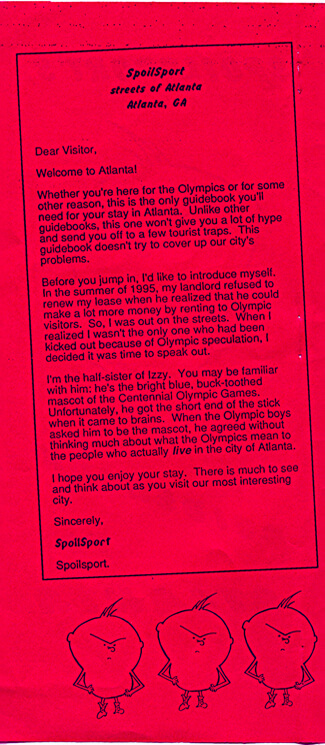 SpoilSport
streets of Atlanta
Atlanta, GA
Dear Visitor,
Welcome to Atlanta!
Whether you're here for the Olympics or for some
other reason, this is the only guidebook you'll
need for your stay in Atlanta. Unlike other
guidebooks, this one won't give you a lot of hype
and send you off to a few tourist traps. This
guidebook doesn't try to cover up our city's
problems.
Before you jump in, I'd like to introduce myself.
In the summer of 1995, my landlord refused to
renew my lease when he realized that he could
make a lot more money by renting to Olympic
visitors. So, I was out on the streets. When I
realized I wasn't the only one who had been
kicked out because of Olympic speculation, I
decided it was time to speak out.
I'm the half-sister of Izzy. You may be familiar
with him; he's the bright blue, buck-toothed
mascot of the Centennial Olympic Games.
Unfortunately, he got the short end of the stick
when it came to brains. When the Olympic boys
asked him to be the mascot, he agreed without
thinking much about what the Olympics mean to
the people who actually live in the city of Atlanta.
I hope you enjoy your stay. There is much to see
and think about as you visit our most interesting
city.
Sincerely,
SpoilSport
Spoilsport.